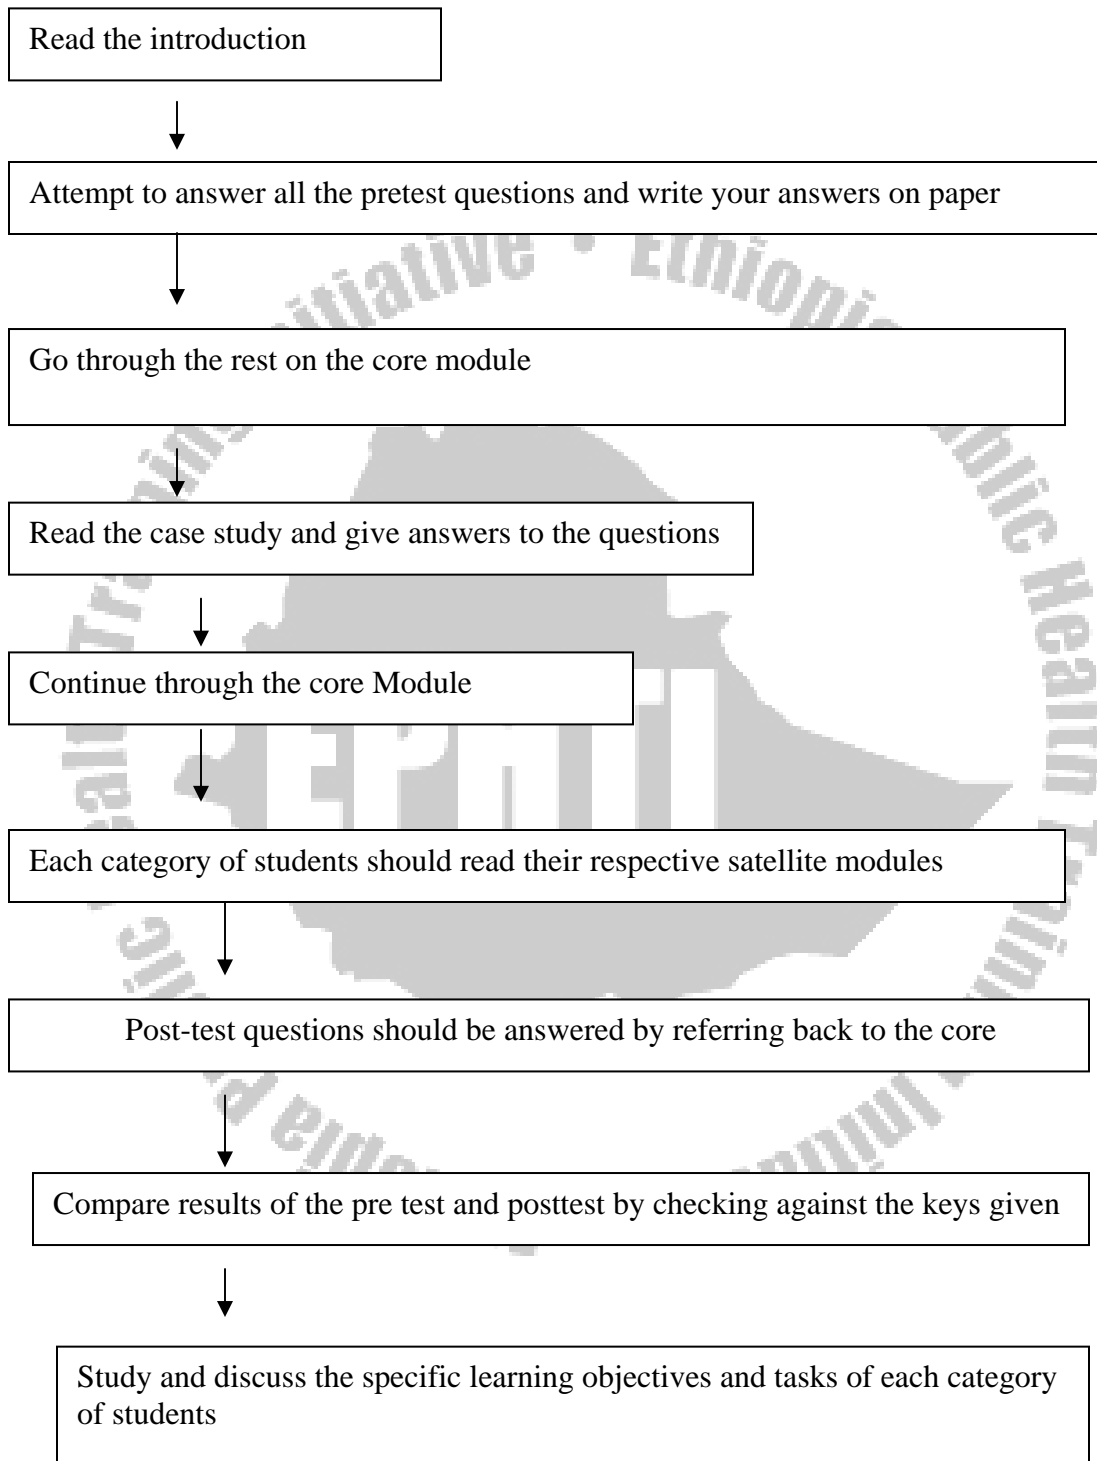 Read the introduction
Attempt to answer all the pretest questions and write your answers on paper
Go through the rest on the core module
Read the case study and give answers to the questions
Continue through the core Module
Each category of students should read their respective satellite modules
Post-test questions should be answered by referring back to the core
Compare results of the pre test and posttest by checking against the keys given
Study and discuss the specific learning objectives and tasks of each category
of students